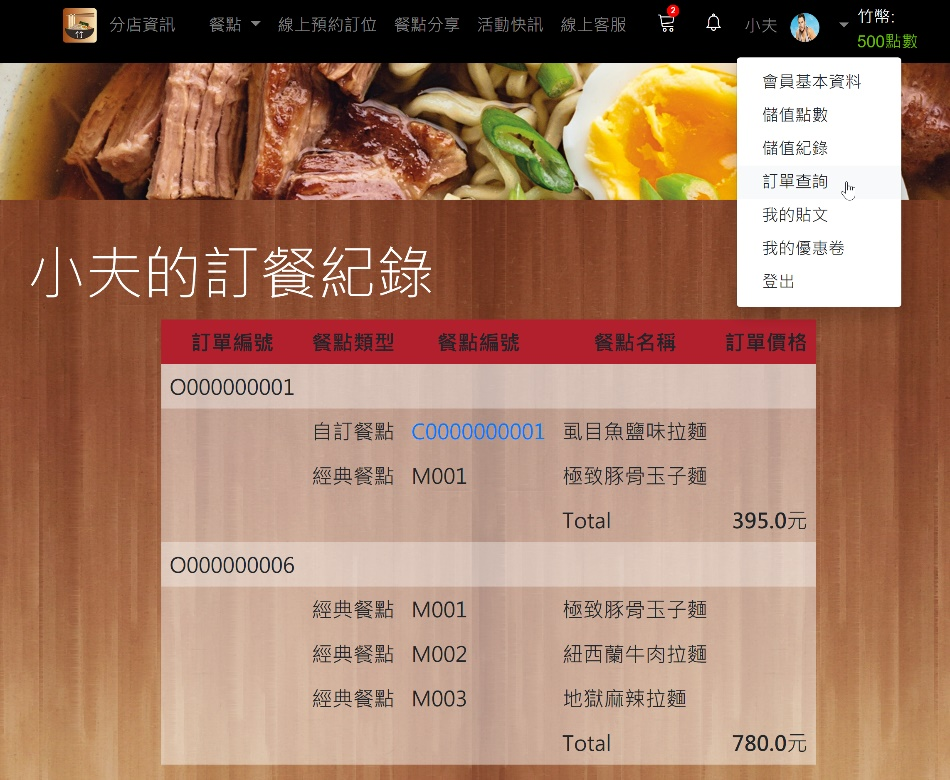 竹
分店資訊
餐點
線上預約訂位
餐點分享
活動快訊
線上客服
2
小夫
竹幣:
500點數
會員基本資料
儲值點數
儲值紀錄
訂單查詢
我的貼文
我的優惠卷
登出
小夫的訂餐紀錄
訂單編號 餐點類型 餐點編號 餐點名稱 訂單價格
O000000001
自訂餐點 C0000000001 虱目魚鹽味拉麵
經典餐點 M001 極致豚骨玉子麵
Total 395.0元
O000000006
經典餐點 M001 極致豚骨玉子麵
經典餐點 M002 紐西蘭牛肉拉麵
經典餐點 M003 地獄麻辣拉麵
Total 780.0元